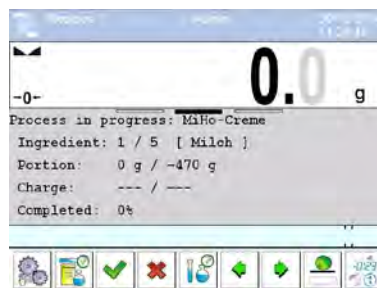 0.0 g
-0-
Process in progress: MiHo-Creme
Ingredient: 1 / 5 [ Milch ]
Portion: 0 g / -470 g
Charge: --- / ---
Completed: 0%